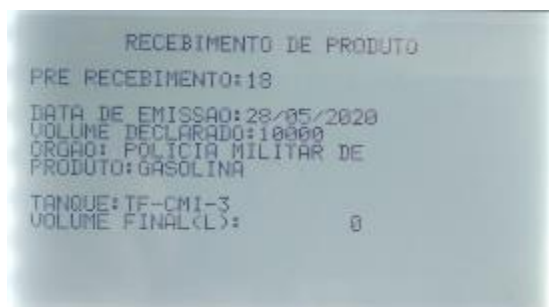 RECEBIMENTO DE PRODUTO
PRE RECEBIMENTO:18
DATA DE EMISSAO:28/05/2020
VOLUME DECLARADO:10000
ORGAO: POLICIA MILITAR DE
PRODUTO:GASOLINA
TANQUE:TF-CMI-3
VOLUME FINAL(L): 0